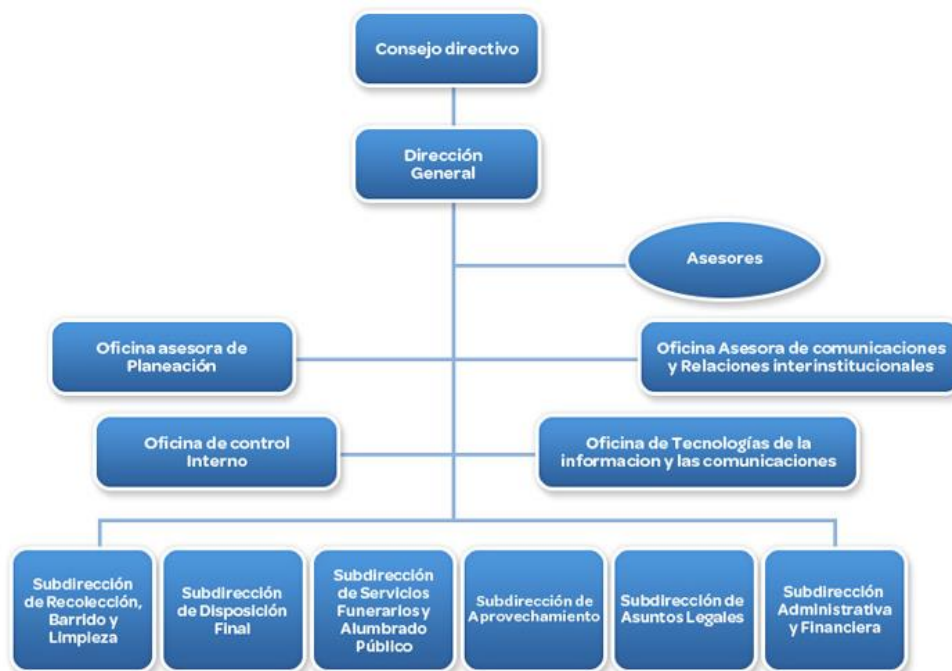 Consejo directivo
Dirección
General
Asesores
Oficina asesora de
Planeación
Oficina Asesora de comunicaciones
y Relaciones interinstitucionales
Oficina de control
Interno
Oficina de Tecnologías de la
informacion y las comunicaciones
Subdirección
de Recolección,
Barrido y
Limpieza
Subdirección
de Disposición
Final
Subdirección
de Servicios
Funerarios y
Alumbrado
Público
Subdirección de
Aprovechamiento
Subdirección de
Asuntos Legales
Subdirección
Administrativa
y Financiera